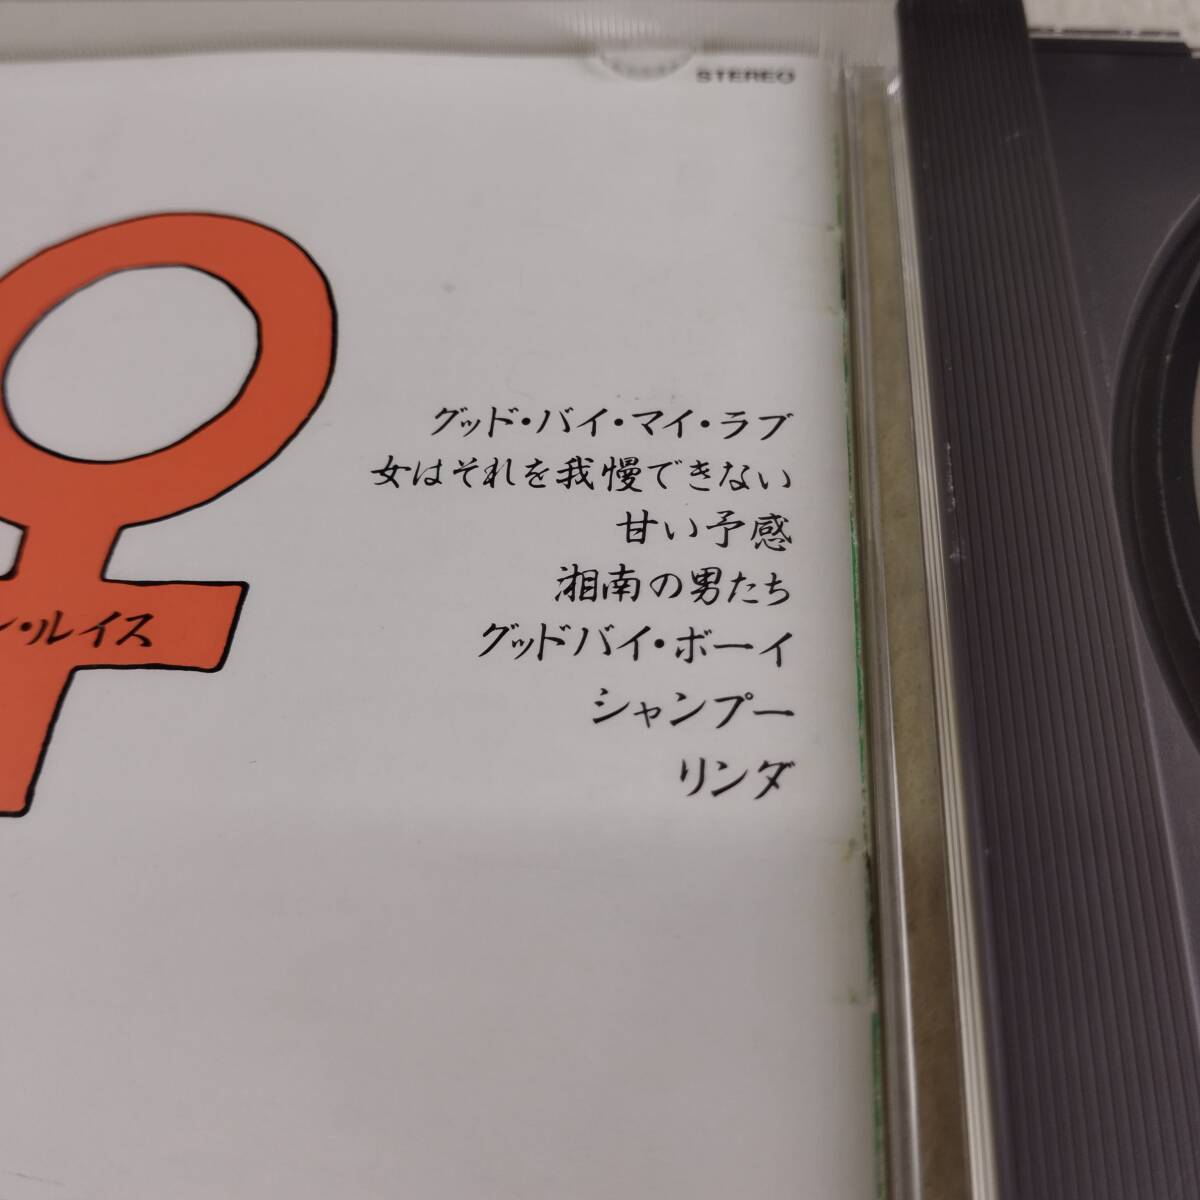 STEREO
グッド・バイ・マイ・ラブ
女はそれを我慢できない
甘い予感
湘南の男たち
グッドバイ・ボーイ
シャンプー
リンダ
ン・ルイス